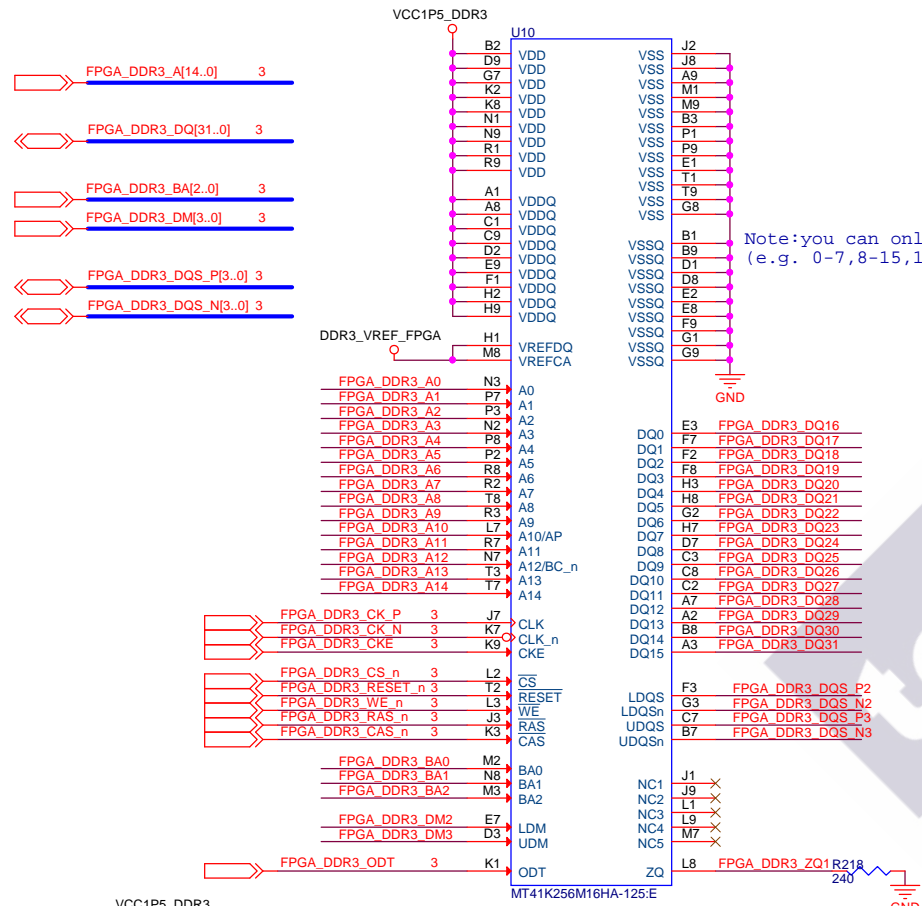 VCC1P5_DDR3
U10
FPGA_DDR3_A[14..0] 3
FPGA_DDR3_DQ[31..0] 3
FPGA_DDR3_BA[2..0] 3
FPGA_DDR3_DM[3..0] 3
FPGA_DDR3_DQS_P[3..0] 3
FPGA_DDR3_DQS_N[3..0] 3
B2 VDD VSS J2
D9 VDD VSS J8
G7 VDD VSS A9
K2 VDD VSS M1
K8 VDD VSS M9
N1 VDD VSS B3
N9 VDD VSS P1
R1 VDD VSS P9
R9 VDD VSS E1
VSS T1
A1 VDDQ VSS T9
A8 VDDQ VSS G8
C1 VDDQ
C9 VDDQ VSSQ B1
D2 VDDQ VSSQ B9
E9 VDDQ VSSQ D1
F1 VDDQ VSSQ D8
H2 VDDQ VSSQ E2
H9 VDDQ VSSQ E8
VSSQ F9
DDR3_VREF_FPGA H1 VREFDQ VSSQ G1
M8 VREFCA VSSQ G9
Note:you can onl
(e.g. 0-7,8-15,1
GND
FPGA_DDR3_A0 N3 A0
FPGA_DDR3_A1 P7 A1
FPGA_DDR3_A2 P3 A2
FPGA_DDR3_A3 N2 A3 DQ0 E3 FPGA_DDR3_DQ16
FPGA_DDR3_A4 P8 A4 DQ1 F7 FPGA_DDR3_DQ17
FPGA_DDR3_A5 P2 A5 DQ2 F2 FPGA_DDR3_DQ18
FPGA_DDR3_A6 R8 A6 DQ3 F8 FPGA_DDR3_DQ19
FPGA_DDR3_A7 R2 A7 DQ4 H3 FPGA_DDR3_DQ20
FPGA_DDR3_A8 T8 A8 DQ5 H8 FPGA_DDR3_DQ21
FPGA_DDR3_A9 R3 A9 DQ6 G2 FPGA_DDR3_DQ22
FPGA_DDR3_A10 L7 A10/AP DQ7 H7 FPGA_DDR3_DQ23
FPGA_DDR3_A11 R7 A11 DQ8 D7 FPGA_DDR3_DQ24
FPGA_DDR3_A12 N7 A12/BC_n DQ9 C3 FPGA_DDR3_DQ25
FPGA_DDR3_A13 T3 A13 DQ10 C8 FPGA_DDR3_DQ26
FPGA_DDR3_A14 T7 A14 DQ11 C2 FPGA_DDR3_DQ27
DQ12 A7 FPGA_DDR3_DQ28
FPGA_DDR3_CK_P 3 J7 CLK DQ13 A2 FPGA_DDR3_DQ29
FPGA_DDR3_CK_N 3 K7 CLK_n DQ14 B8 FPGA_DDR3_DQ30
FPGA_DDR3_CKE 3 K9 CKE DQ15 A3 FPGA_DDR3_DQ31
FPGA_DDR3_CS_n 3 L2 CS
FPGA_DDR3_RESET_n 3 T2 RESET LDQS F3 FPGA_DDR3_DQS_P2
FPGA_DDR3_WE_n 3 L3 WE LDQSn G3 FPGA_DDR3_DQS_N2
FPGA_DDR3_RAS_n 3 J3 RAS UDQS C7 FPGA_DDR3_DQS_P3
FPGA_DDR3_CAS_n 3 K3 CAS UDQSn B7 FPGA_DDR3_DQS_N3
FPGA_DDR3_BA0 M2 BA0
FPGA_DDR3_BA1 N8 BA1 NC1 J1
FPGA_DDR3_BA2 M3 BA2 NC2 J9
NC3 L1
FPGA_DDR3_DM2 E7 LDM NC4 L9
FPGA_DDR3_DM3 D3 UDM NC5 M7
FPGA_DDR3_ODT 3 K1 ODT ZQ L8 FPGA_DDR3_ZQ1 R218
240
MT41K256M16HA-125:E
VCC1P5_DDR3
GND